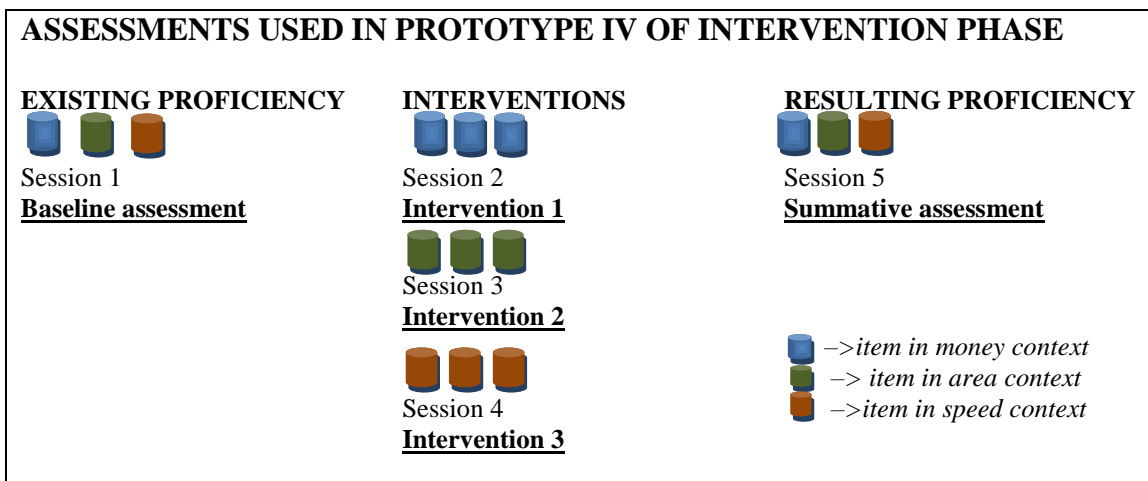 ASSESSMENTS USED IN PROTOTYPE IV OF INTERVENTION PHASE
EXISTING PROFICIENCY
Session 1
Baseline assessment
INTERVENTIONS
Session 2
Intervention 1
Session 3
Intervention 2
Session 4
Intervention 3
RESULTING PROFICIENCY
Session 5
Summative assessment
–>item in money context
–> item in area context
–>item in speed context